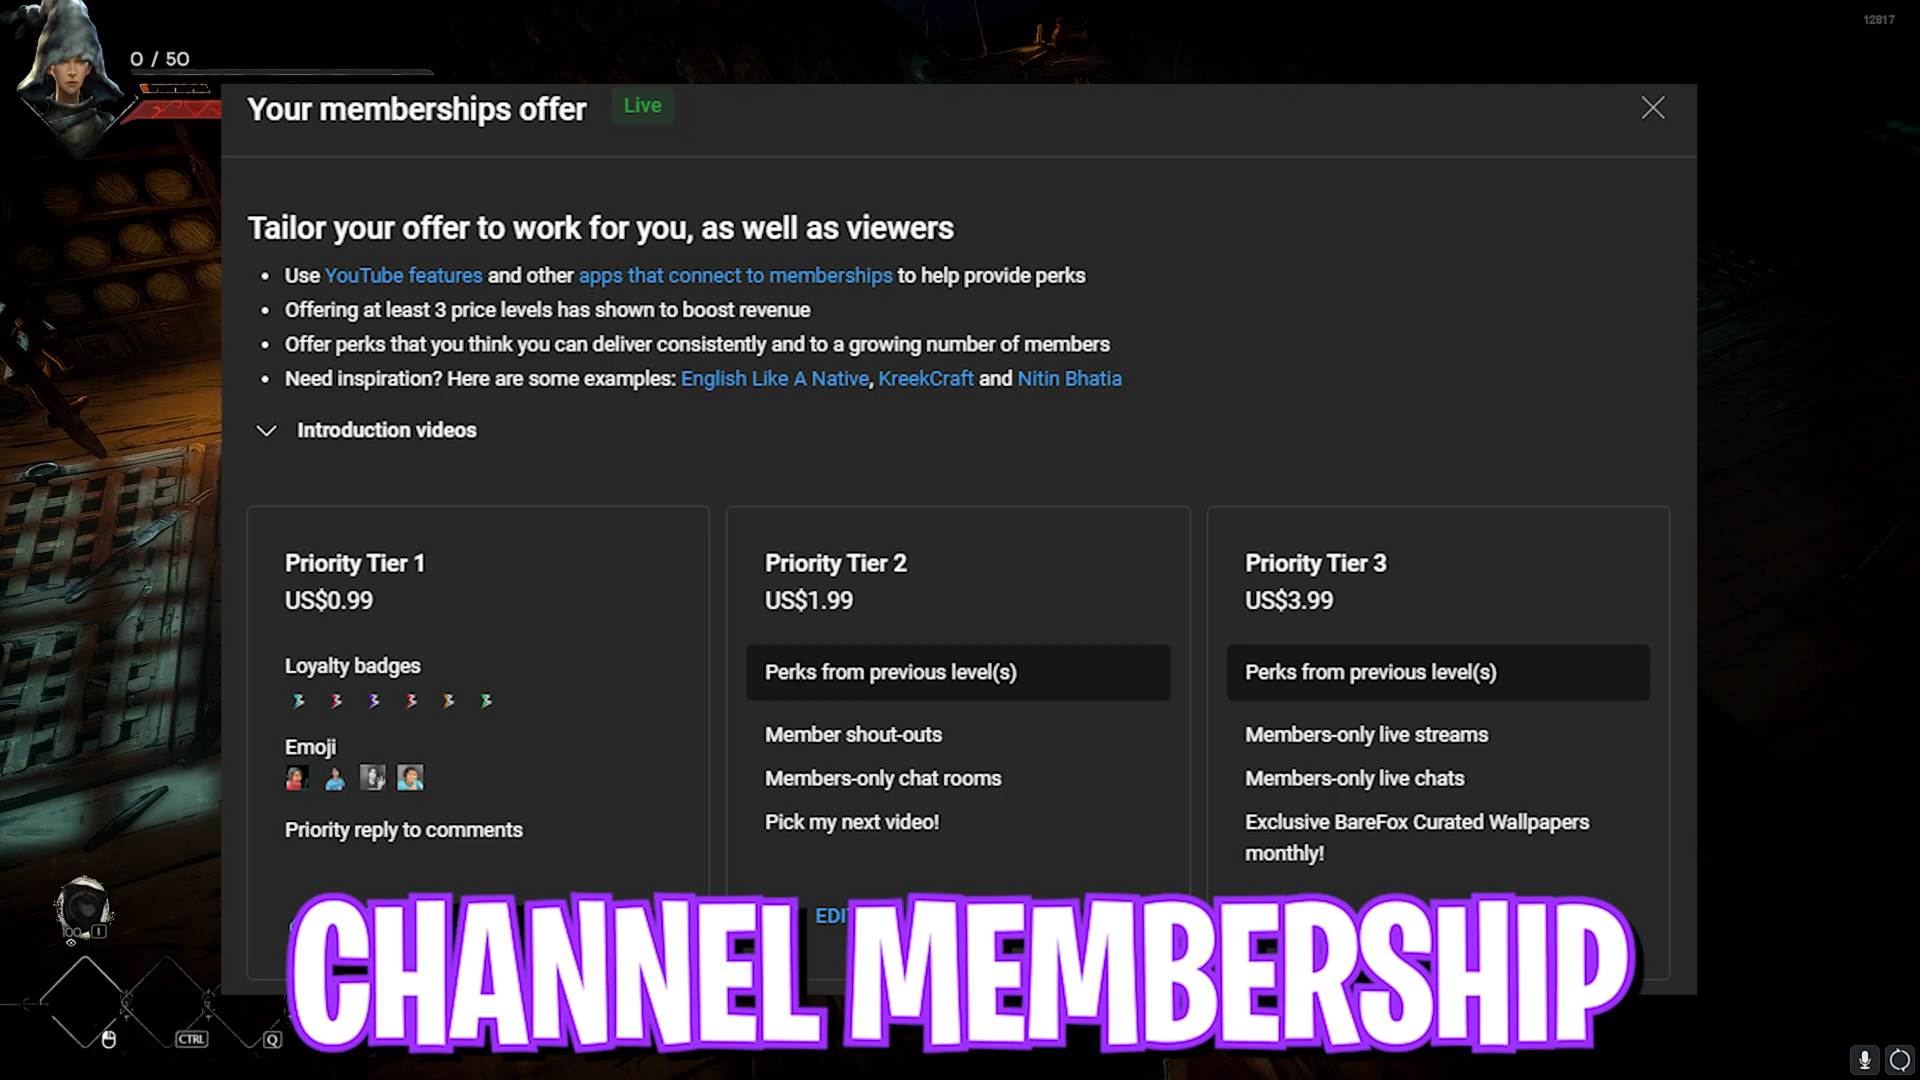 12817
0 / 50
Your memberships offer Live
Tailor your offer to work for you, as well as viewers
• Use YouTube features and other apps that connect to memberships to help provide perks
• Offering at least 3 price levels has shown to boost revenue
• Offer perks that you think you can deliver consistently and to a growing number of members
• Need inspiration? Here are some examples: English Like A Native, KreekCraft and Nitin Bhatia
Introduction videos
Priority Tier 1
US$0.99
Loyalty badges
Emoji
Priority reply to comments
Priority Tier 2
US$1.99
Perks from previous level(s)
Member shout-outs
Members-only chat rooms
Pick my next video!
Priority Tier 3
US$3.99
Perks from previous level(s)
Members-only live streams
Members-only live chats
Exclusive BareFox Curated Wallpapers
monthly!
100 I
CHANNEL MEMBERSHIP
CTRL Q